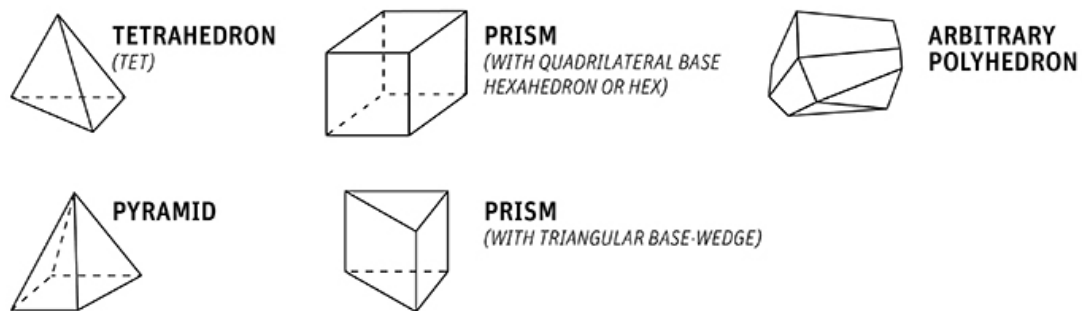 TETRAHEDRON
(TET)
PRISM
(WITH QUADRILATERAL BASE
HEXAHEDRON OR HEX)
ARBITRARY
POLYHEDRON
PYRAMID
PRISM
(WITH TRIANGULAR BASE-WEDGE)